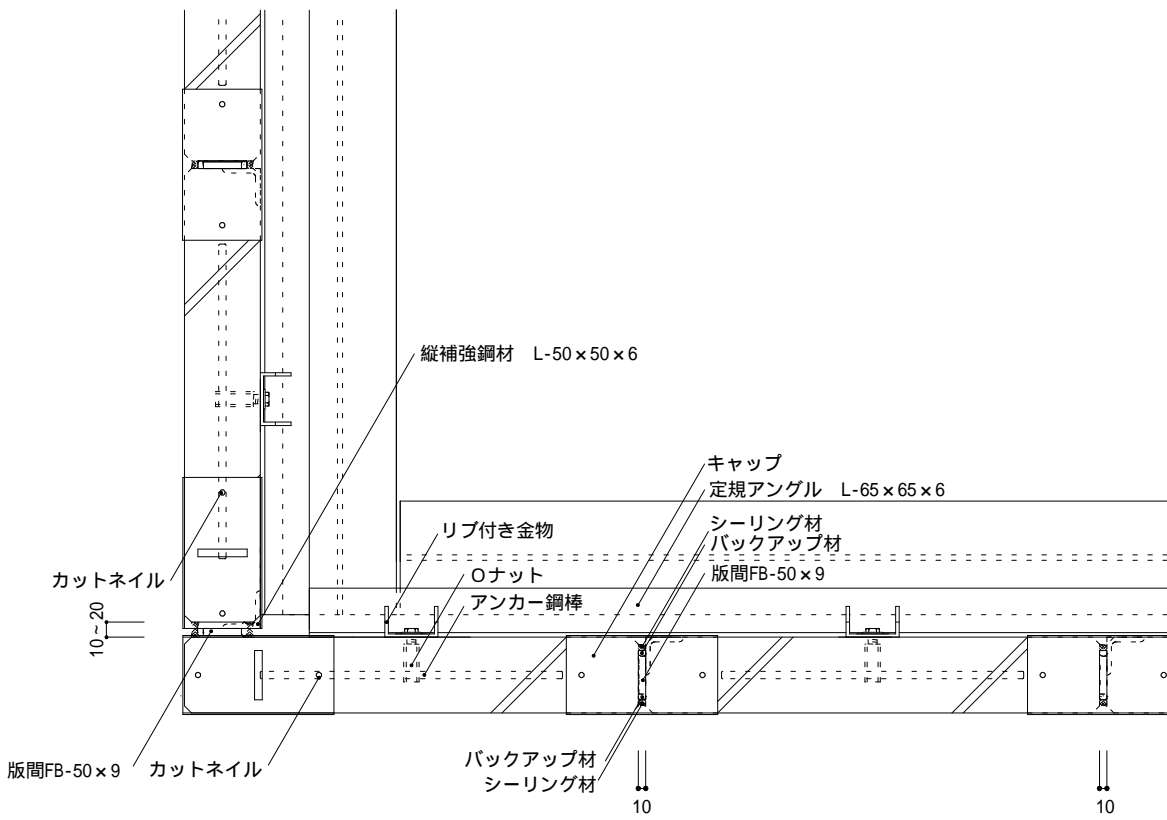 縦補強鋼材　L-50×50×6
キャップ
定規アングル　L-65×65×6
シーリング材
バックアップ材
版間FB-50×9
リブ付き金物
Oナット
アンカー鋼棒
カットネイル
10~20
版間FB-50×9
カットネイル
バックアップ材
シーリング材
10
10